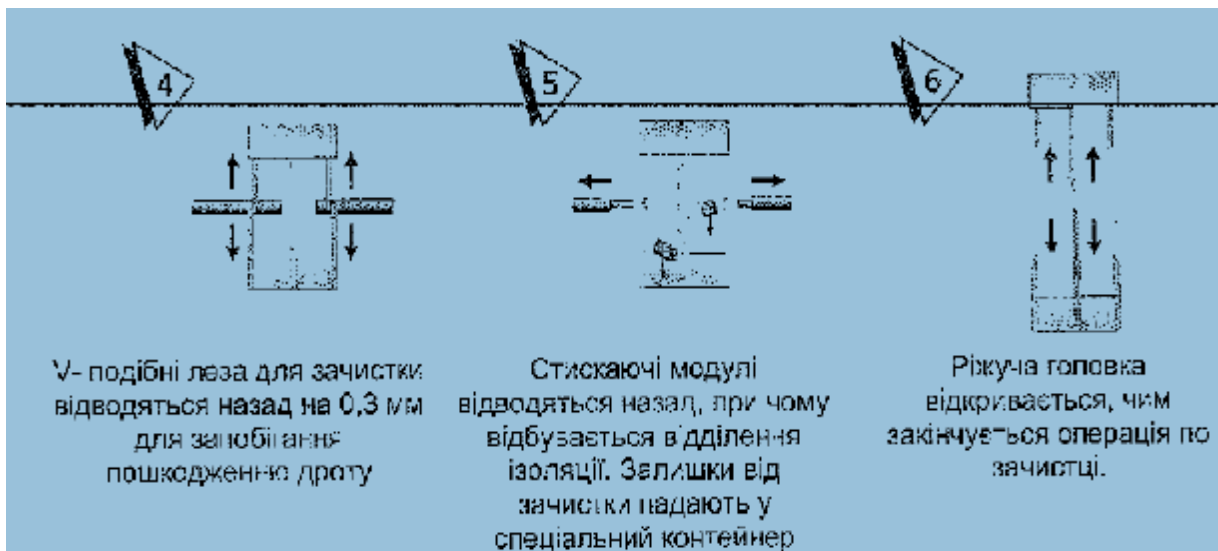 4
V- подібні леза для зачистки
відводяться назад на 0,3 мм
для запобігання
пошкодженню дроту
5
Стискаючі модулі
відводяться назад, при чому
відбувається відділення
ізоляції. Залишки від
зачистки падають у
спеціальний контейнер
6
Ріжуча головка
відкривається, чим
закінчується операція по
зачистці.